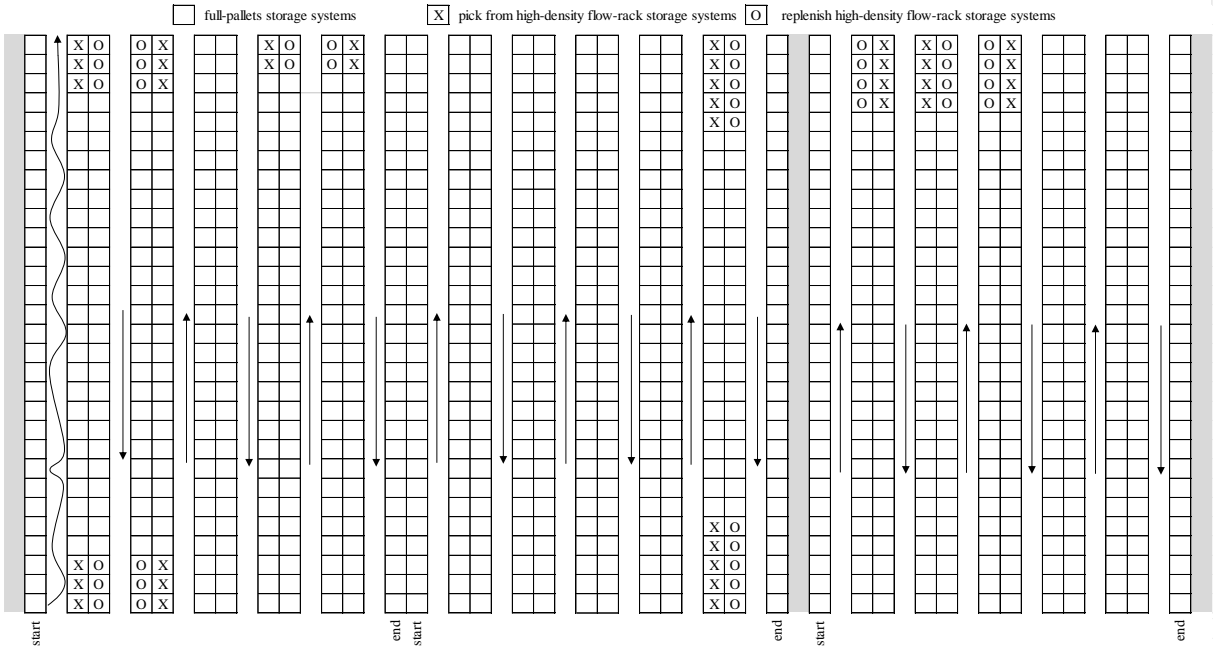 full-pallets storage systems X pick from high-density flow-rack storage systems O replenish high-density flow-rack storage systems
X O O X X O O X X O O X X O O X
X O O X X O O X X O O X X O O X
X O O X X O O X X O O X
X O O X X O O X
X O
X O
X O
X O O X X O
X O O X X O
X O O X X O
start end start end start end